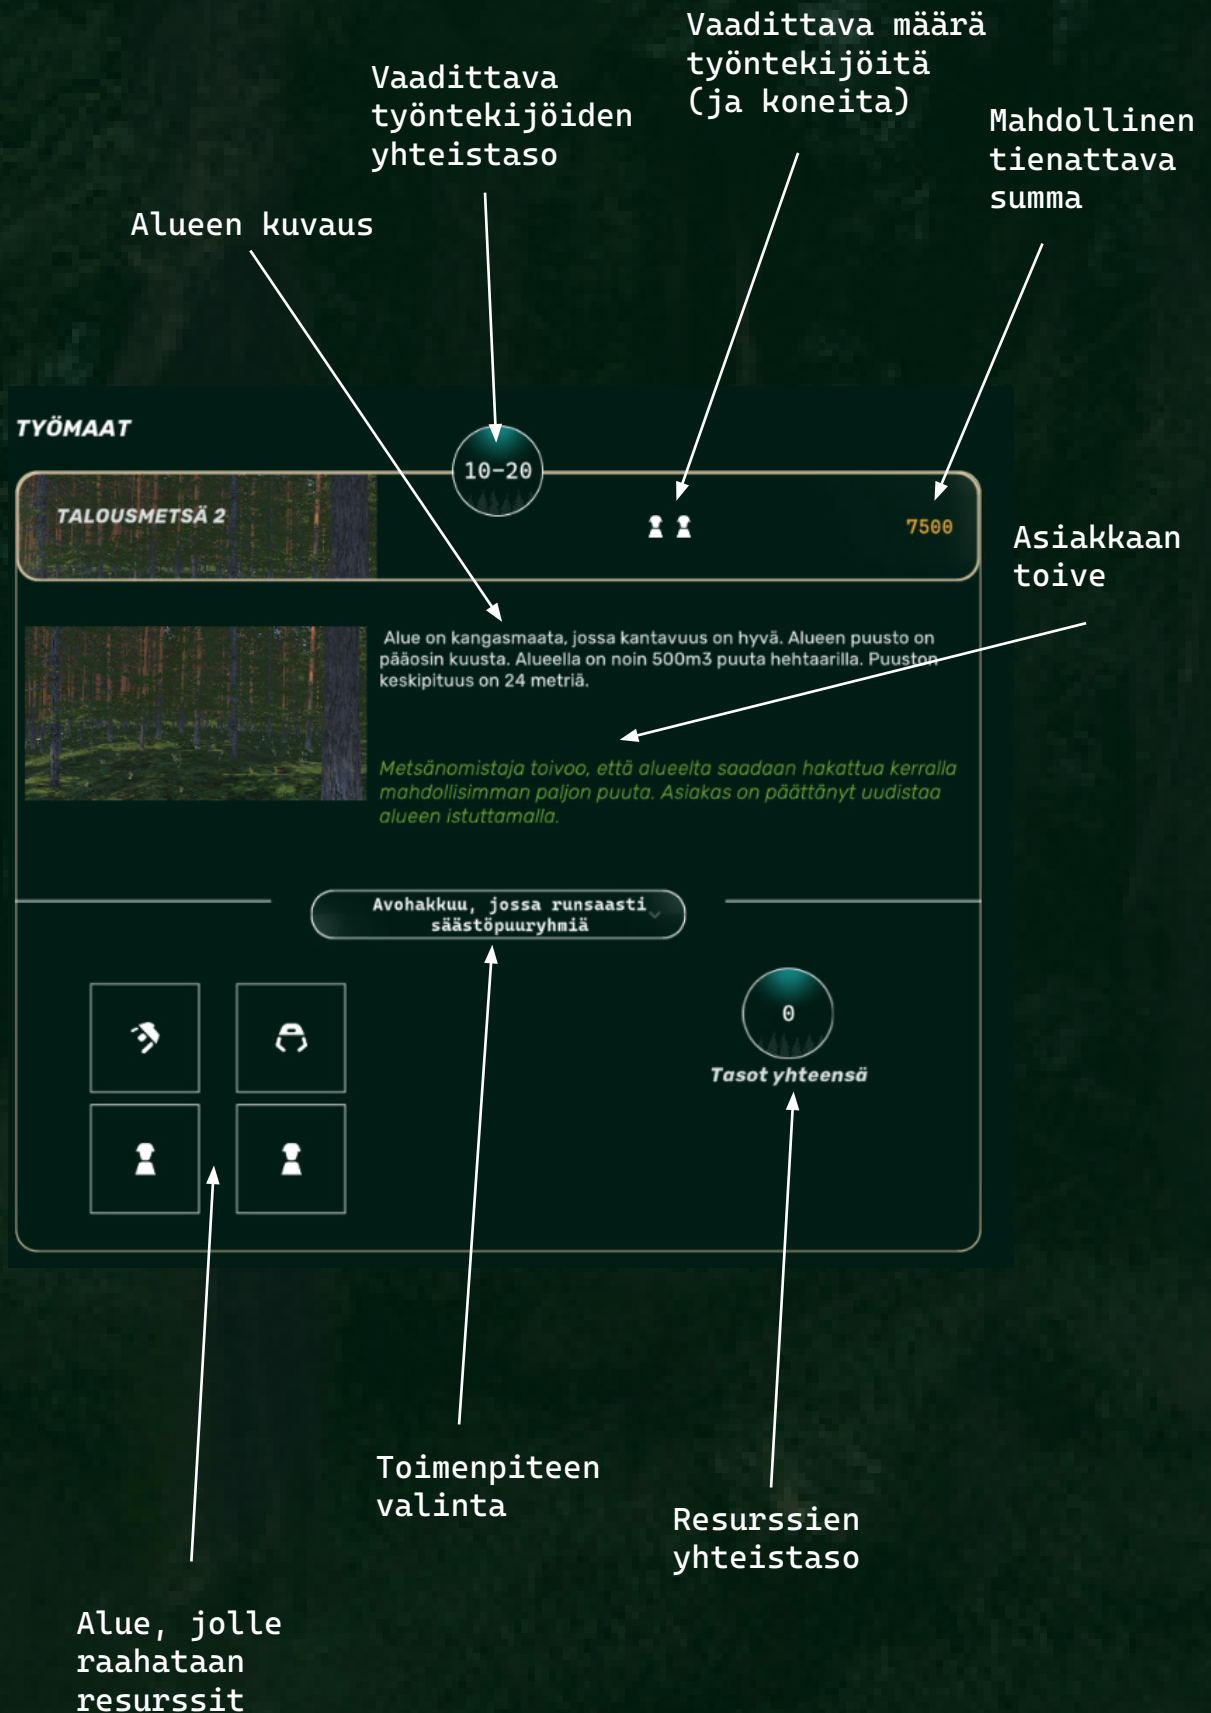 Vaadittava määrä
työntekijöitä
(ja koneita)
Vaadittava
työntekijöiden
yhteistaso
Mahdollinen
tienattava
summa
Alueen kuvaus
TYÖMAAT
10-20
TALOUSMETSÄ 2
7500
Asiakkaan
toive
Alue on kangasmaata, jossa kantavuus on hyvä. Alueen puusto on
pääosin kuusta. Alueella on noin 500m3 puuta hehtaarilla. Puuston
keskipituus on 24 metriä.
Metsänomistaja toivoo, että alueelta saadaan hakattua kerralla
mahdollisimman paljon puuta. Asiakas on päättänyt uudistaa
alueen istuttamalla.
Avohakkuu, jossa runsaasti
säästöpuuryhmiä
0
Tasot yhteensä
Toimenpiteen
valinta
Resurssien
yhteistaso
Alue, jolle
raahataan
resurssit